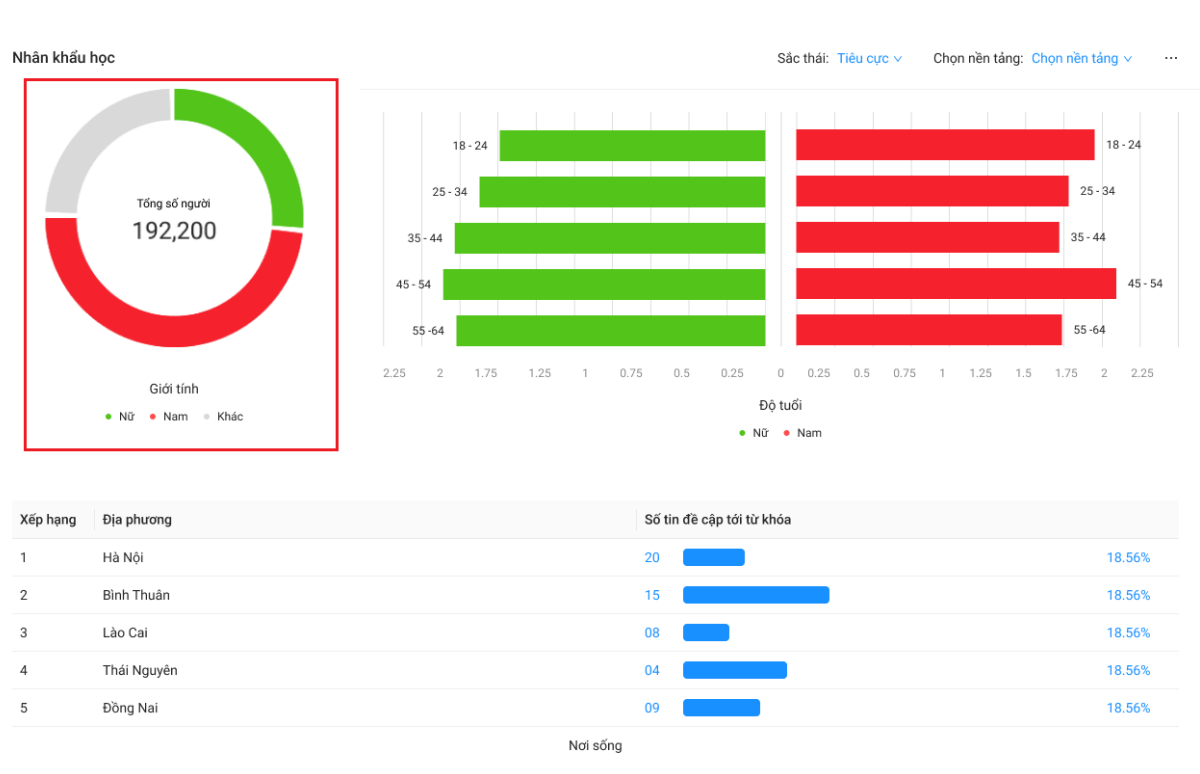 Nhân khẩu học
Sắc thái: Tiêu cực
Chọn nền tảng: Chọn nền tảng
Tổng số người
192,200
Giới tính
Nữ Nam Khác
18 - 24
25 - 34
35 - 44
45 - 54
55 -64
18 - 24
25 - 34
35 - 44
45 - 54
55 -64
2.25 2 1.75 1.25 1 0.75 0.5 0.25 0 0.25 0.5 0.75 1 1.25 1.5 1.75 2 2.25
Độ tuổi
Nữ Nam
Xếp hạng Địa phương Số tin đề cập tới từ khóa
1 Hà Nội 20 18.56%
2 Bình Thuân 15 18.56%
3 Lào Cai 08 18.56%
4 Thái Nguyên 04 18.56%
5 Đồng Nai 09 18.56%
Nơi sống